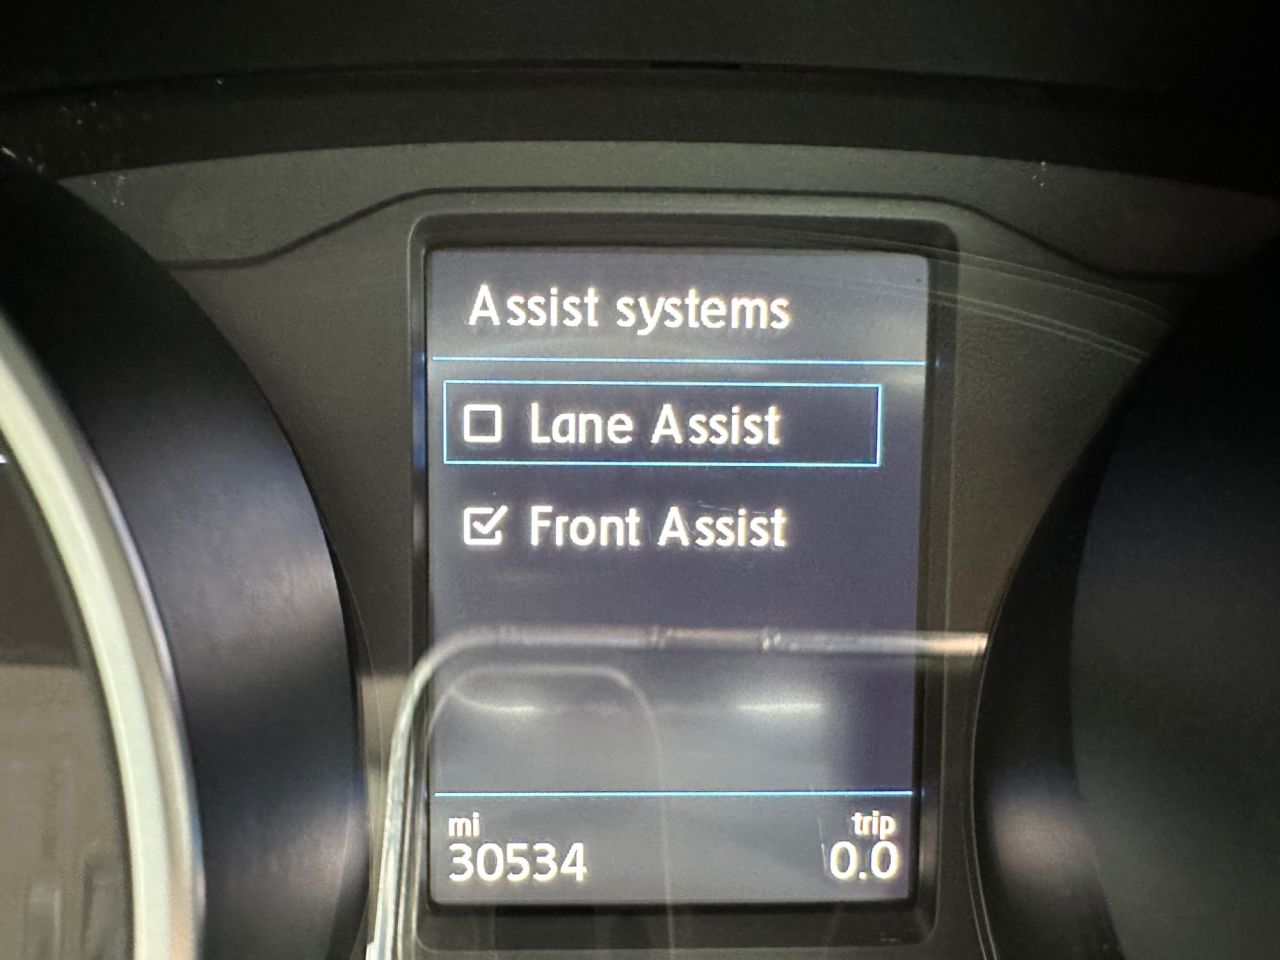 Assist systems
Lane Assist
Front Assist
mi trip
30534 0.0